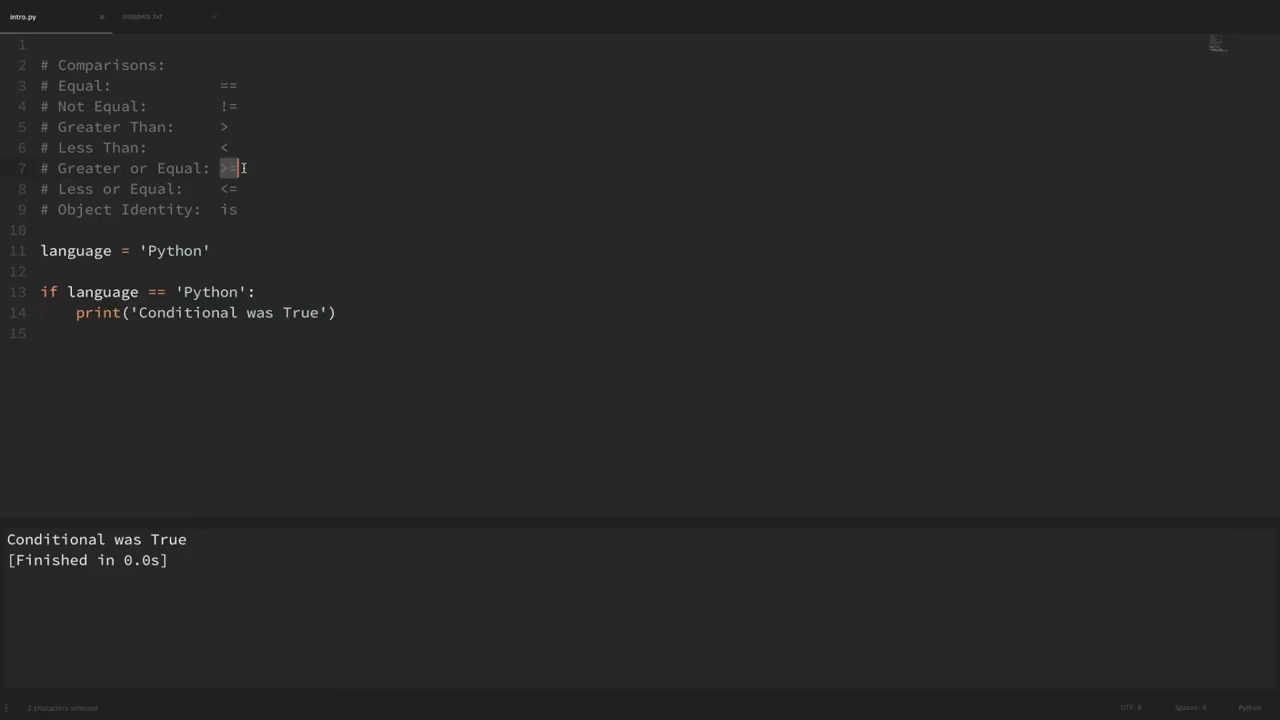 intro.py × snippets.txt ×
1
2 # Comparisons:
3 # Equal: ==
4 # Not Equal: !=
5 # Greater Than: >
6 # Less Than: <
7 # Greater or Equal: >=
8 # Less or Equal: <=
9 # Object Identity: is
10
11 language = 'Python'
12
13 if language == 'Python':
14 print('Conditional was True')
15
Conditional was True
[Finished in 0.0s]
2 characters selected UTF-8 Spaces: 4 Python